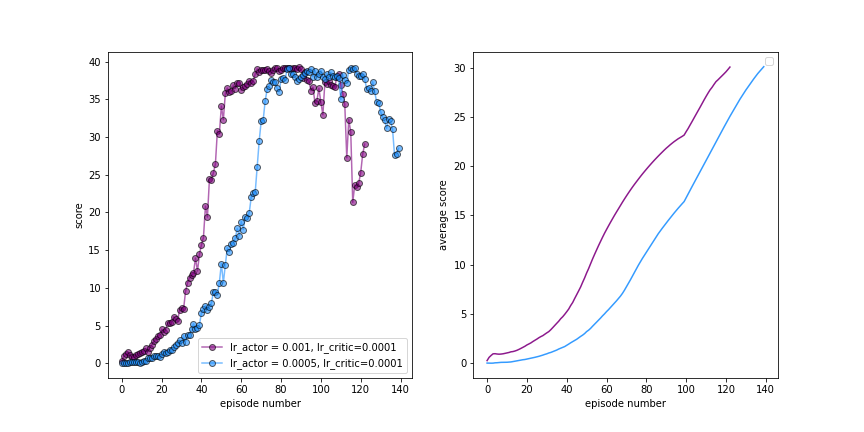 40
35
30
25
20
15
10
5
0
score
0 20 40 60 80 100 120 140
episode number
lr_actor = 0.001, lr_critic=0.0001
lr_actor = 0.0005, lr_critic=0.0001
30
25
20
15
10
5
0
average score
0 20 40 60 80 100 120 140
episode number